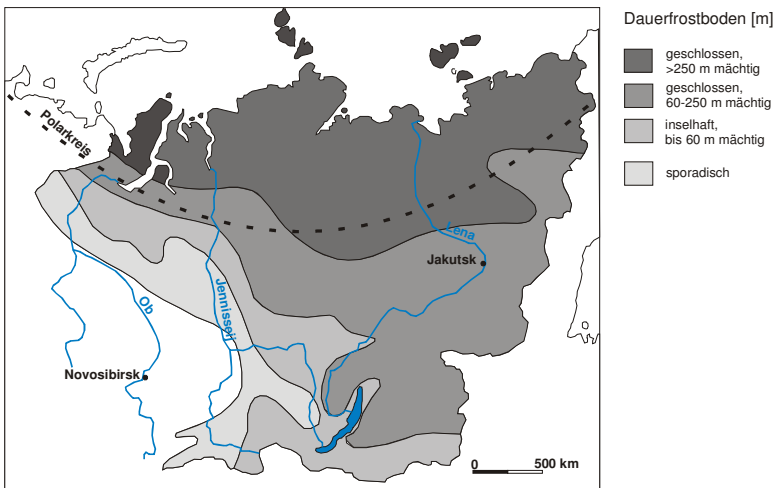 Dauerfrostboden [m]
geschlossen,
>250 m mächtig
geschlossen,
60-250 m mächtig
inselhaft,
bis 60 m mächtig
sporadisch
Polarkreis
Lena
Jakutsk
Jennisseij
Ob
Novosibirsk
0 500 km